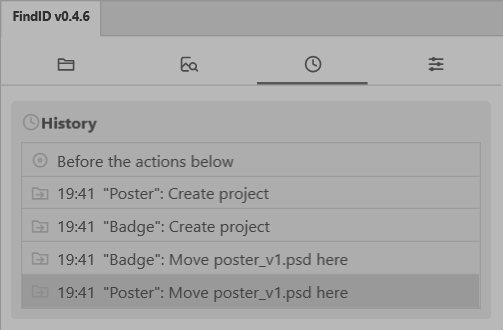 FindID v0.4.6
History
Before the actions below
19:41 "Poster": Create project
19:41 "Badge": Create project
19:41 "Badge": Move poster_v1.psd here
19:41 "Poster": Move poster_v1.psd here